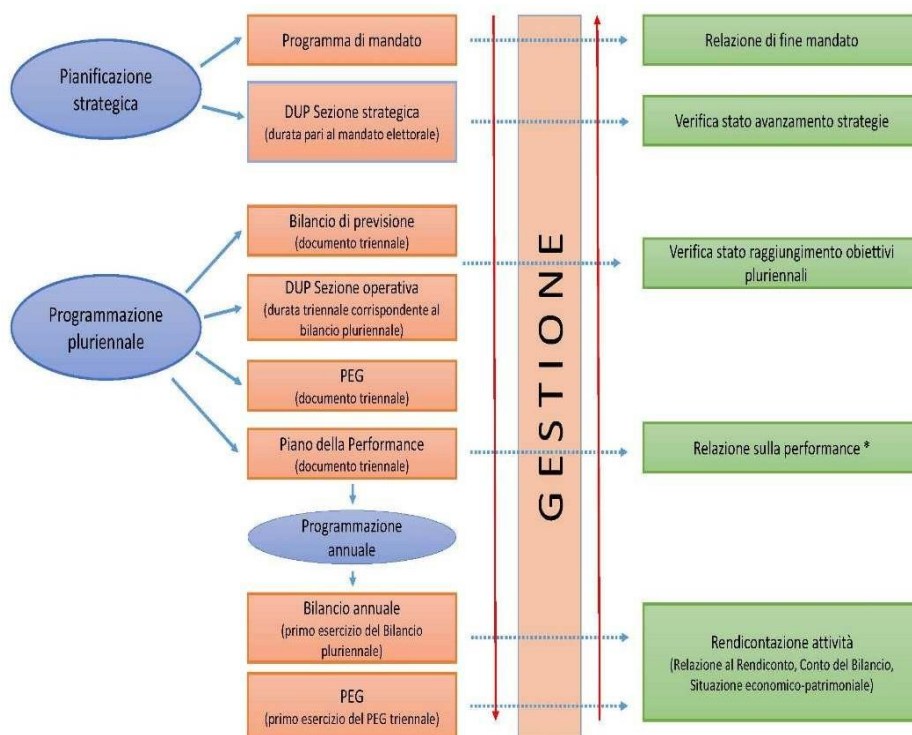 Pianificazione
strategica
Programma di mandato
DUP Sezione strategica
(durata pari al mandato elettorale)
Relazione di fine mandato
Verifica stato avanzamento strategie
Programmazione
pluriennale
Bilancio di previsione
(documento triennale)
DUP Sezione operativa
(durata triennale corrispondente al
bilancio pluriennale)
PEG
(documento triennale)
Piano della Performance
(documento triennale)
Verifica stato raggiungimento obiettivi
pluriennali
Relazione sulla performance *
GESTIONE
Programmazione
annuale
Bilancio annuale
(primo esercizio del Bilancio
pluriennale)
PEG
(primo esercizio del PEG triennale)
Rendicontazione attività
(Relazione al Rendiconto, Conto del Bilancio,
Situazione economico-patrimoniale)